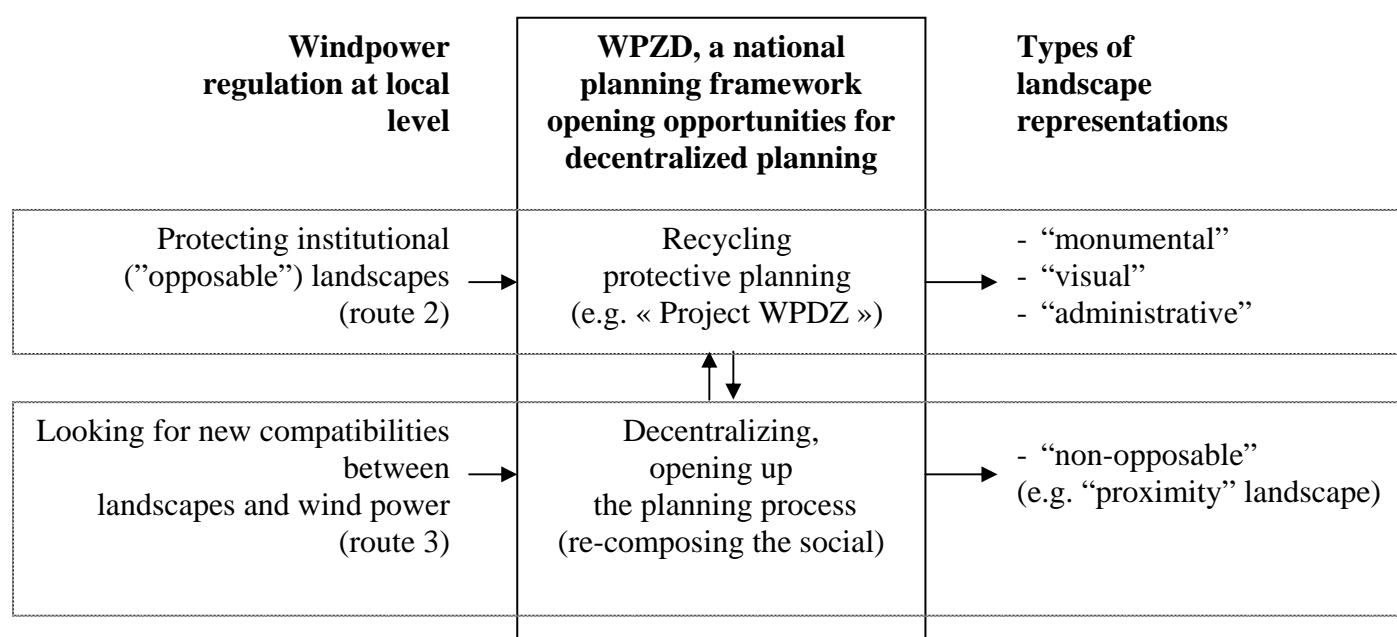 Windpower
regulation at local
level
WPZD, a national
planning framework
opening opportunities for
decentralized planning
Types of
landscape
representations
Protecting institutional
(”opposable”) landscapes
(route 2)
Recycling
protective planning
(e.g. « Project WPDZ »)
- “monumental”
- “visual”
- “administrative”
Looking for new compatibilities
between
landscapes and wind power
(route 3)
Decentralizing,
opening up
the planning process
(re-composing the social)
- “non-opposable”
(e.g. “proximity” landscape)